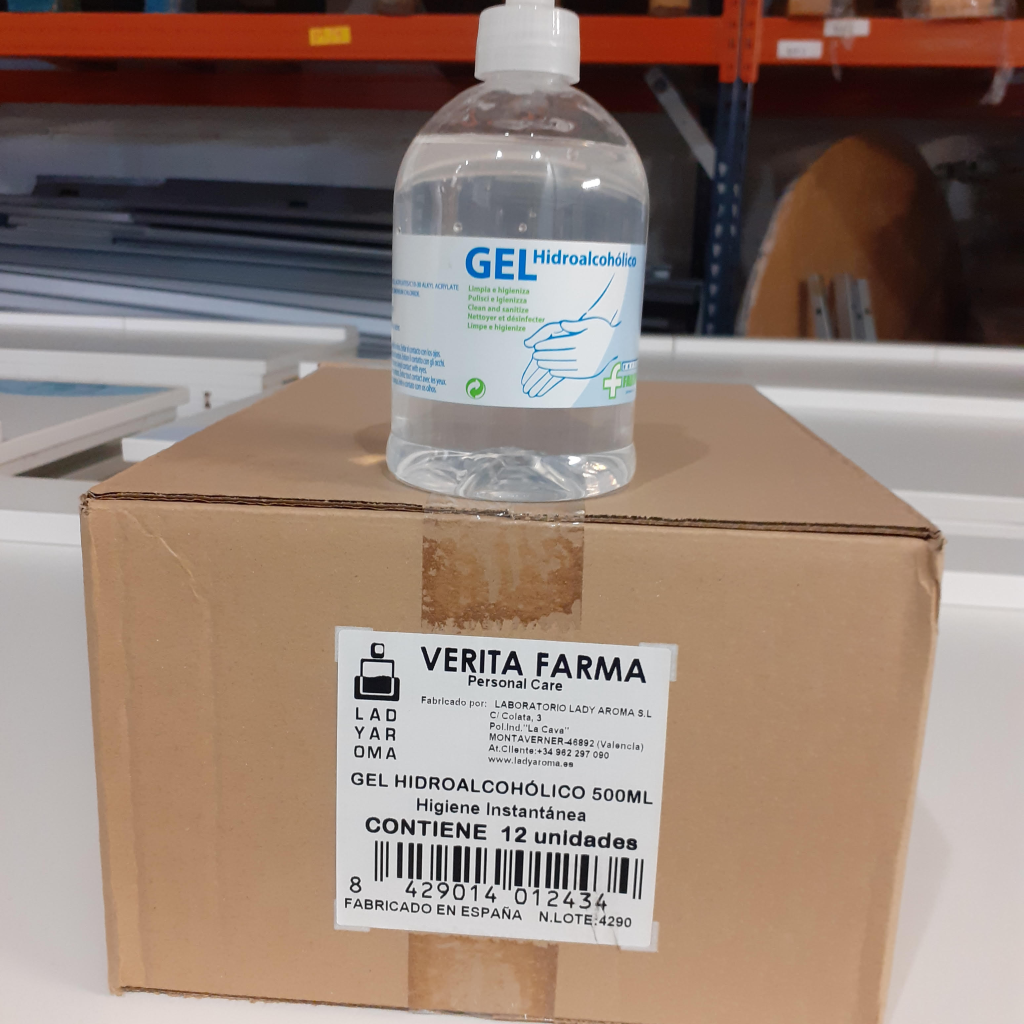 GEL Hidroalcohólico
Limpia e higieniza
Pulisci e igienizza
Clean and sanitize
Nettoyer et désinfecter
Limpe e higienize
ALKYL ACRYLATE
VERITA FARMA
Personal Care
LAD
YAR
OMA
Fabricado por: LABORATORIO LADY AROMA S.L
C/ Colata, 3
Pol.Ind."La Cava"
MONTAVERNER-46892 (Valencia)
At.Cliente:+34 962 297 090
www.ladyaroma.es
GEL HIDROALCOHÓLICO 500ML
Higiene Instantánea
CONTIENE 12 unidades
8 429014 012434
FABRICADO EN ESPAÑA N.LOTE:4290